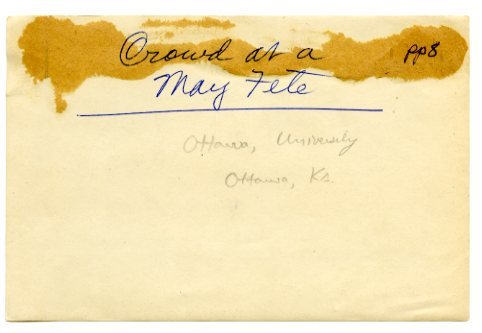 Crowd at a pp8
May Fete
Ottawa, University
Ottawa, Ks.